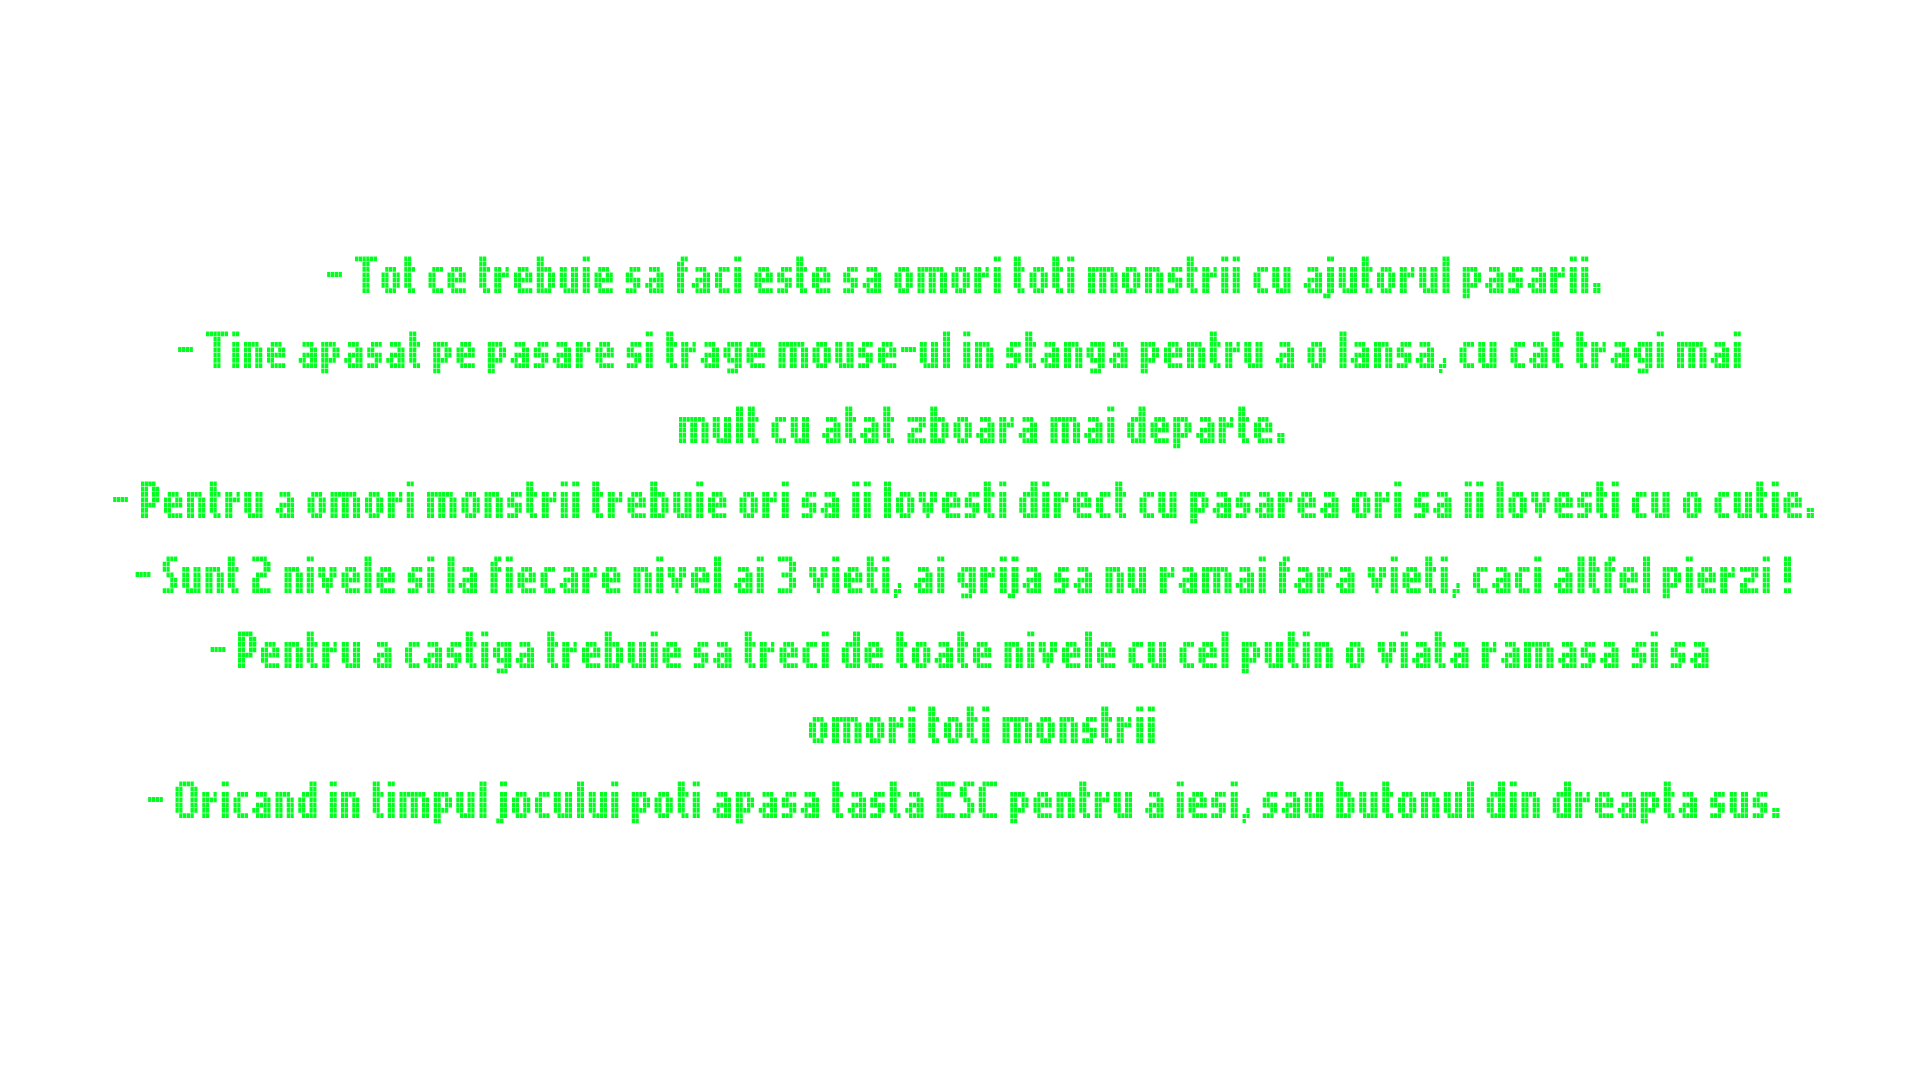 - Tot ce trebuie sa faci este sa omori toti monstrii cu ajutorul pasarii.
- Tine apasat pe pasare si trage mouse-ul in stanga pentru a o lansa, cu cat tragi mai
mult cu atat zboara mai departe.
- Pentru a omori monstrii trebuie ori sa ii lovesti direct cu pasarea ori sa ii lovesti cu o cutie.
- Sunt 2 nivele si la fiecare nivel ai 3 vieti, ai grija sa nu ramai fara vieti, caci altfel pierzi !
- Pentru a castiga trebuie sa treci de toate nivele cu cel putin o viata ramasa si sa
omori toti monstrii
- Oricand in timpul jocului poti apasa tasta ESC pentru a iesi, sau butonul din dreapta sus.